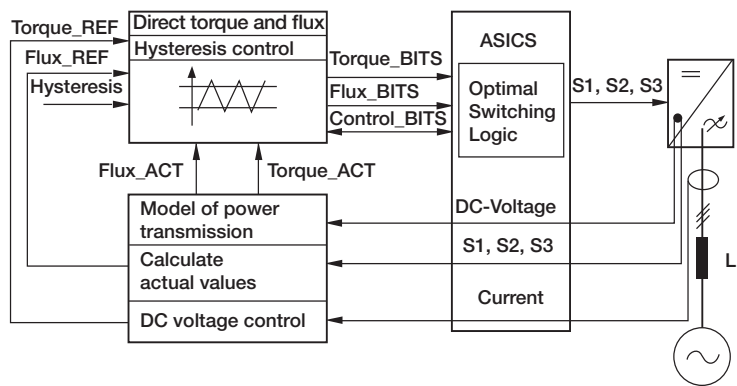 Torque_REF
Flux_REF
Hysteresis
Direct torque and flux
Hysteresis control
Torque_BITS
Flux_BITS
Control_BITS
ASICS
Optimal
Switching
Logic
S1, S2, S3
Flux_ACT
Torque_ACT
Model of power
transmission
Calculate
actual values
DC voltage control
DC-Voltage
S1, S2, S3
Current
L